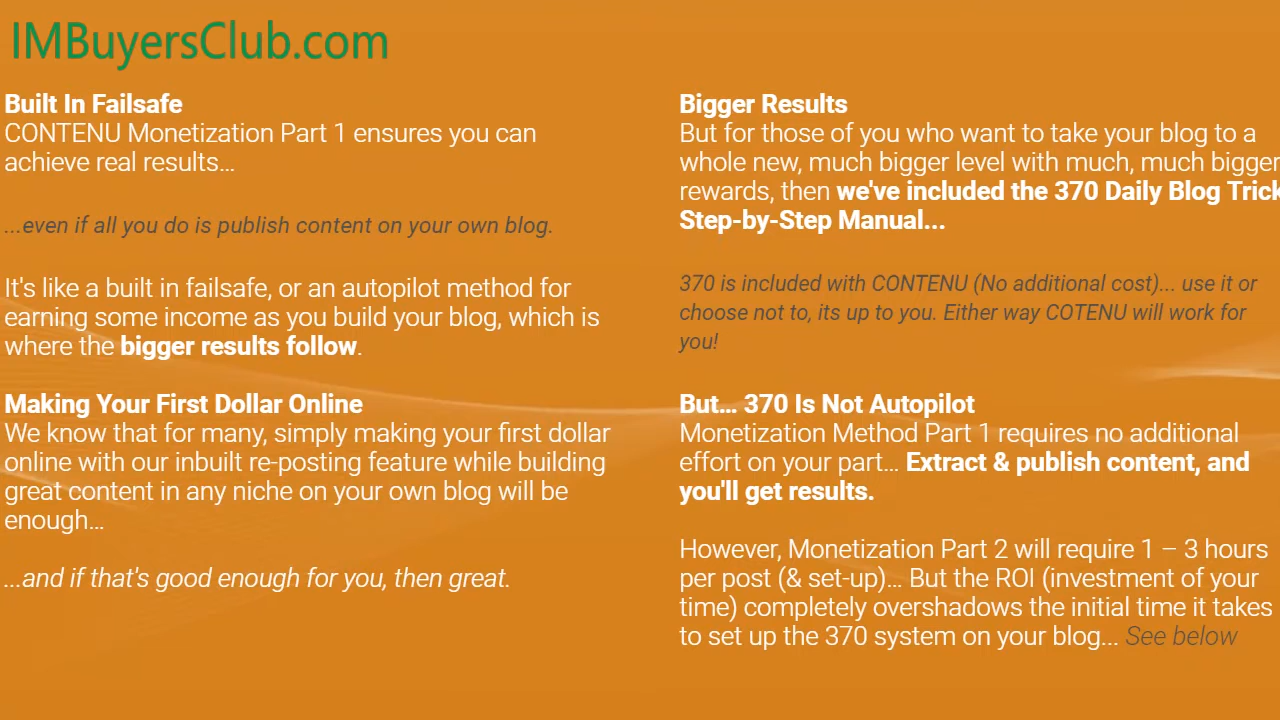 IMBuyersClub.com
Built In Failsafe
CONTENU Monetization Part 1 ensures you can
achieve real results...
...even if all you do is publish content on your own blog.
It's like a built in failsafe, or an autopilot method for
earning some income as you build your blog, which is
where the bigger results follow.
Making Your First Dollar Online
We know that for many, simply making your first dollar
online with our inbuilt re-posting feature while building
great content in any niche on your own blog will be
enough...
...and if that's good enough for you, then great.
Bigger Results
But for those of you who want to take your blog to a
whole new, much bigger level with much, much bigger
rewards, then we've included the 370 Daily Blog Trick
Step-by-Step Manual...
370 is included with CONTENU (No additional cost)... use it or
choose not to, its up to you. Either way COTENU will work for
you!
But... 370 Is Not Autopilot
Monetization Method Part 1 requires no additional
effort on your part... Extract & publish content, and
you'll get results.
However, Monetization Part 2 will require 1 – 3 hours
per post (& set-up)... But the ROI (investment of your
time) completely overshadows the initial time it takes
to set up the 370 system on your blog... See below